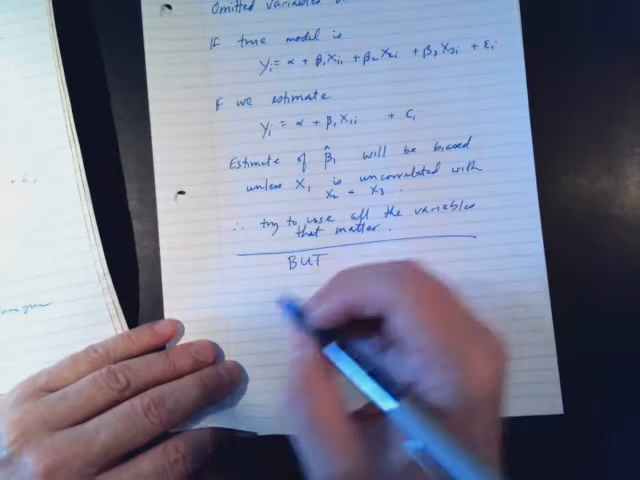 Omitted variables
If true model is
Yi = α + β1X1i + β2X2i + β3X3i + εi
If we estimate
Yi = α + β1X1i + ei
Estimate of β̂1 will be biased
unless X1 is uncorrelated with
X2 + X3.
∴ try to use all the variables
that matter.
BUT